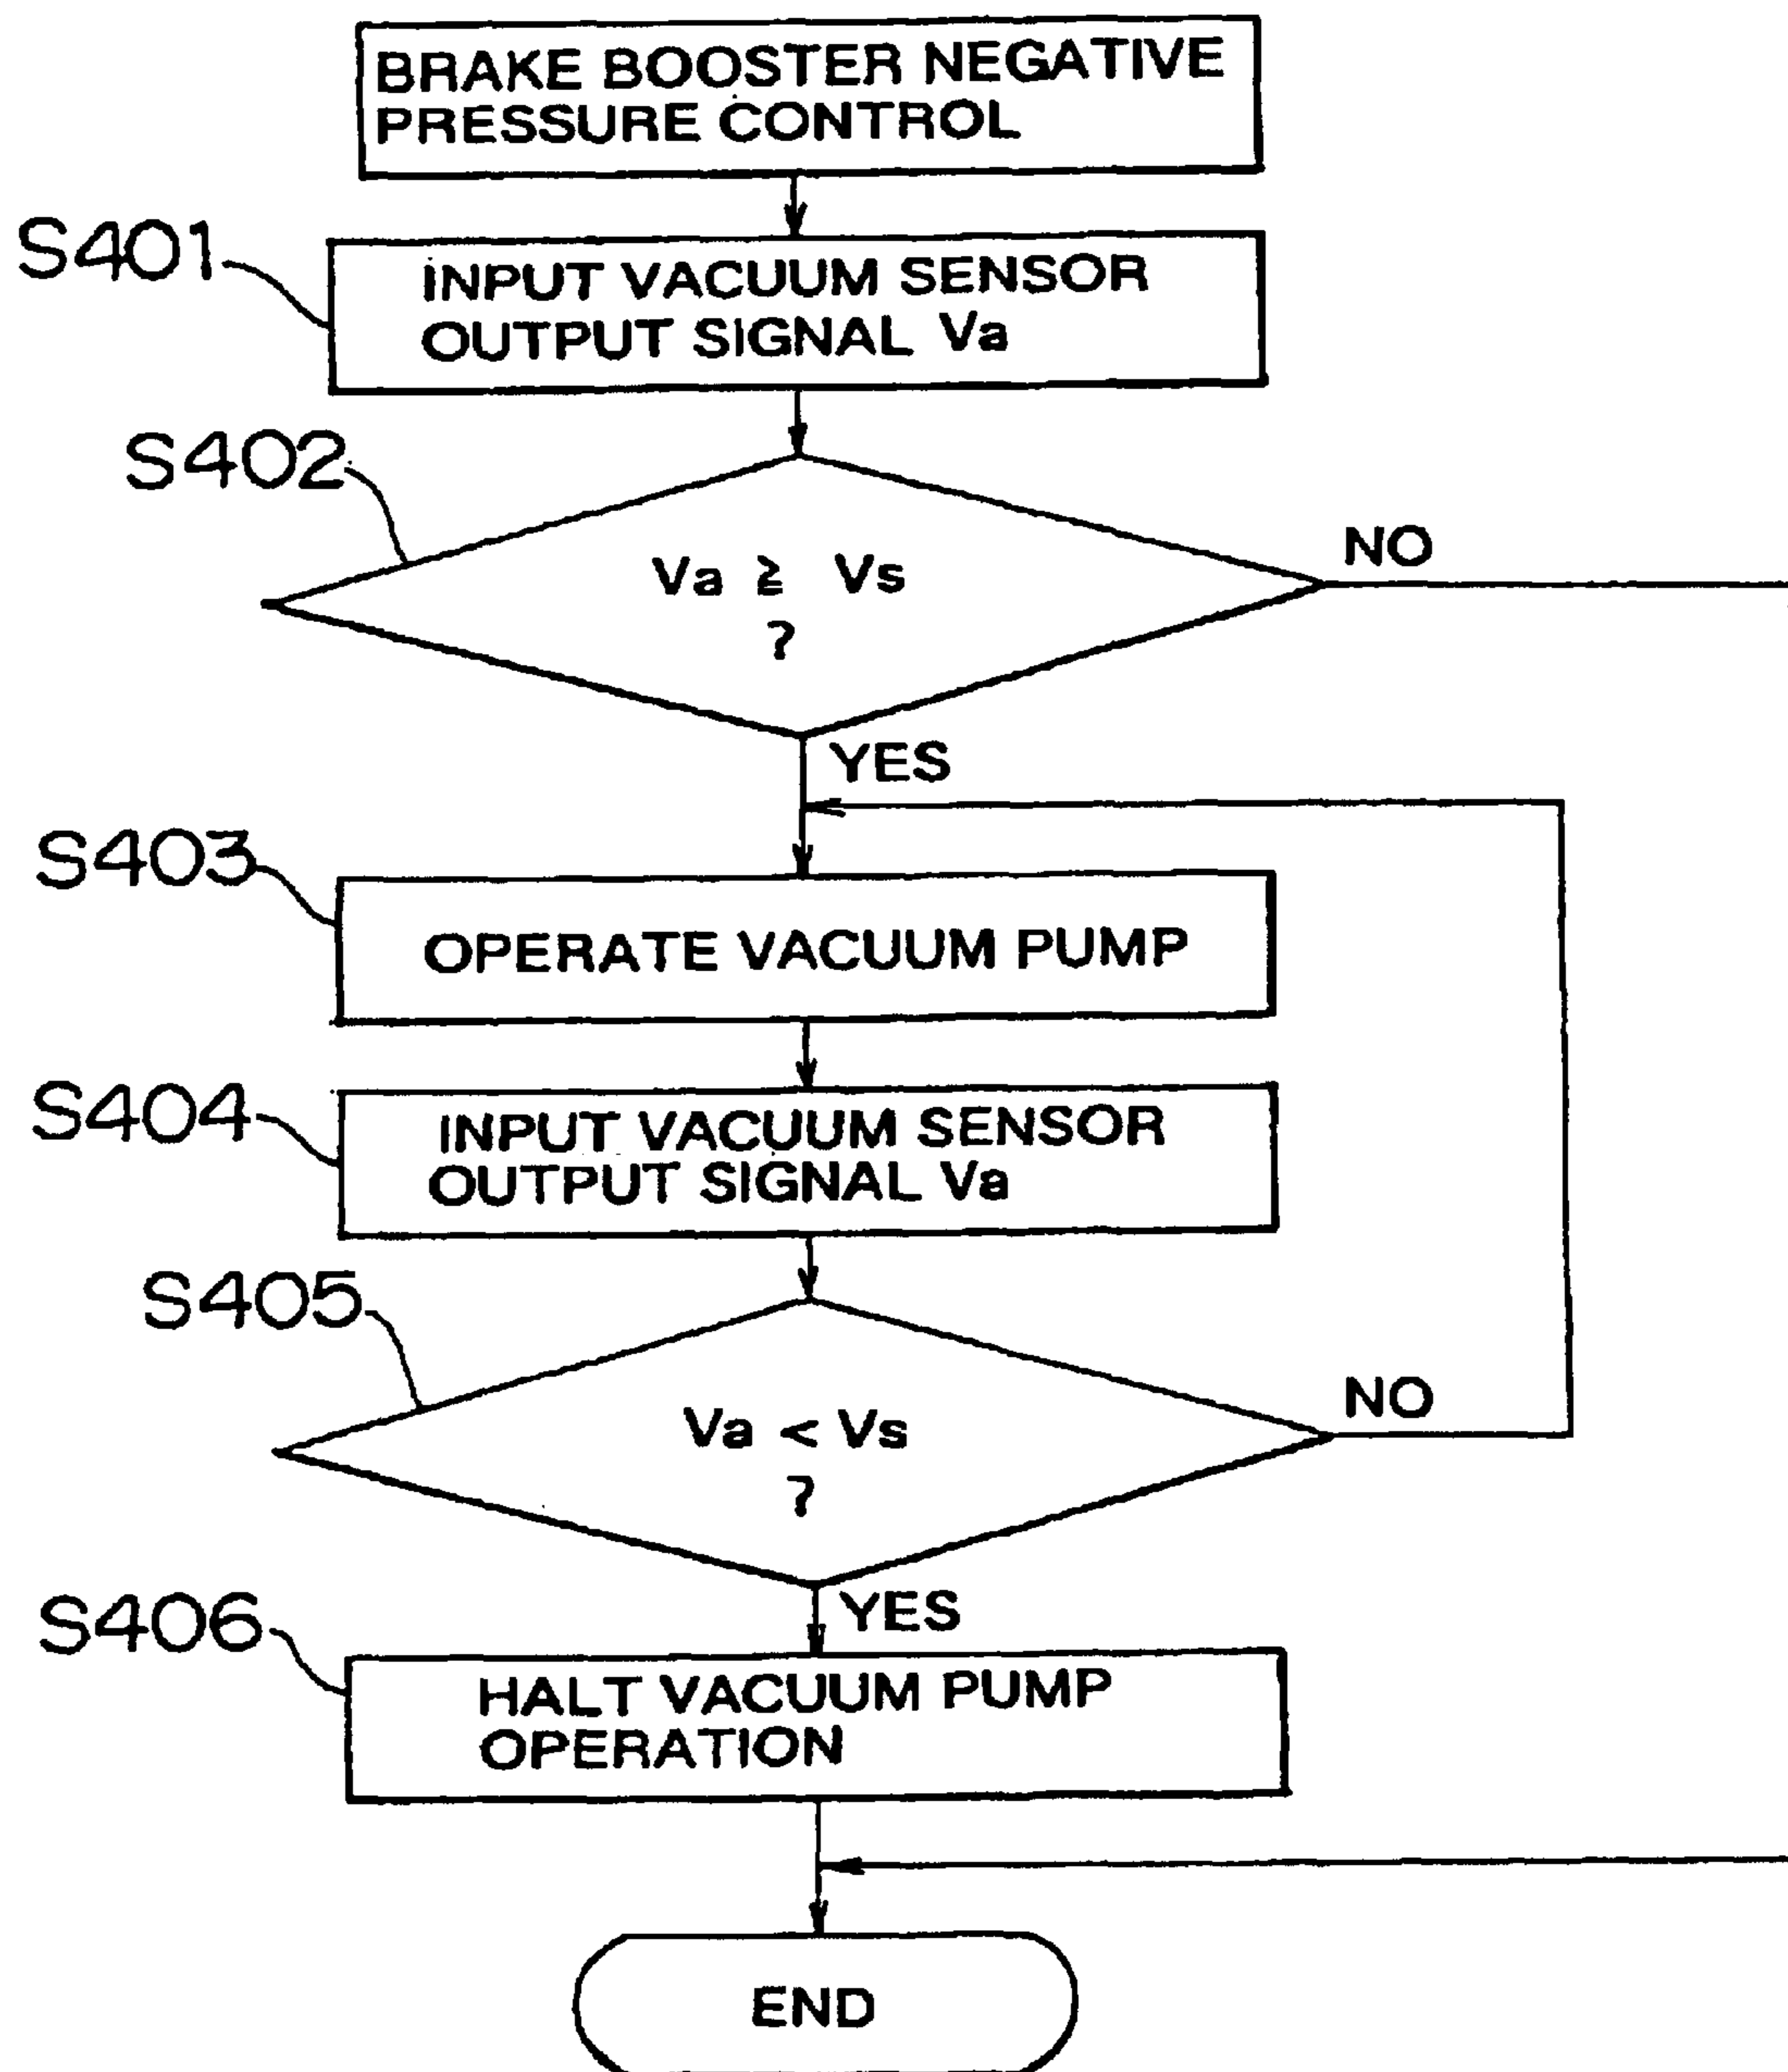 BRAKE BOOSTER NEGATIVE
PRESSURE CONTROL
S401
INPUT VACUUM SENSOR
OUTPUT SIGNAL Va
S402
Va ≧ Vs
?
NO
YES
S403
OPERATE VACUUM PUMP
S404
INPUT VACUUM SENSOR
OUTPUT SIGNAL Va
S405
Va < Vs
?
NO
YES
S406
HALT VACUUM PUMP
OPERATION
END